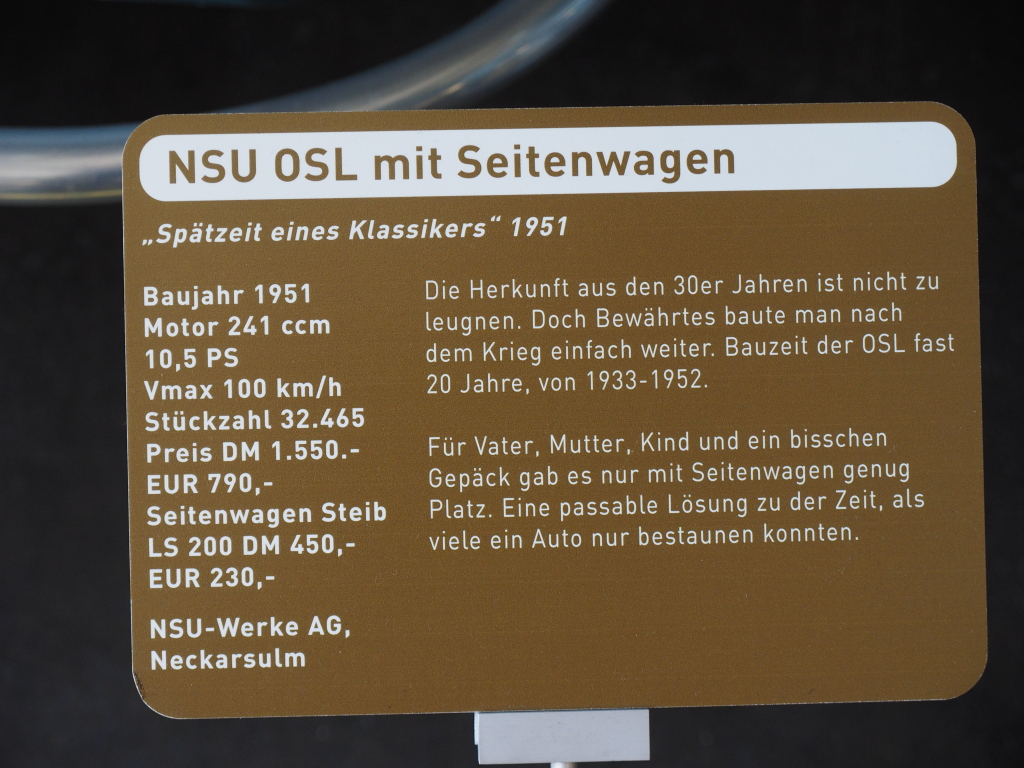 NSU OSL mit Seitenwagen
„Spätzeit eines Klassikers“ 1951
Baujahr 1951
Motor 241 ccm
10,5 PS
Vmax 100 km/h
Stückzahl 32.465
Preis DM 1.550.-
EUR 790,-
Seitenwagen Steib
LS 200 DM 450,-
EUR 230,-
NSU-Werke AG,
Neckarsulm
Die Herkunft aus den 30er Jahren ist nicht zu
leugnen. Doch Bewährtes baute man nach
dem Krieg einfach weiter. Bauzeit der OSL fast
20 Jahre, von 1933-1952.
Für Vater, Mutter, Kind und ein bisschen
Gepäck gab es nur mit Seitenwagen genug
Platz. Eine passable Lösung zu der Zeit, als
viele ein Auto nur bestaunen konnten.